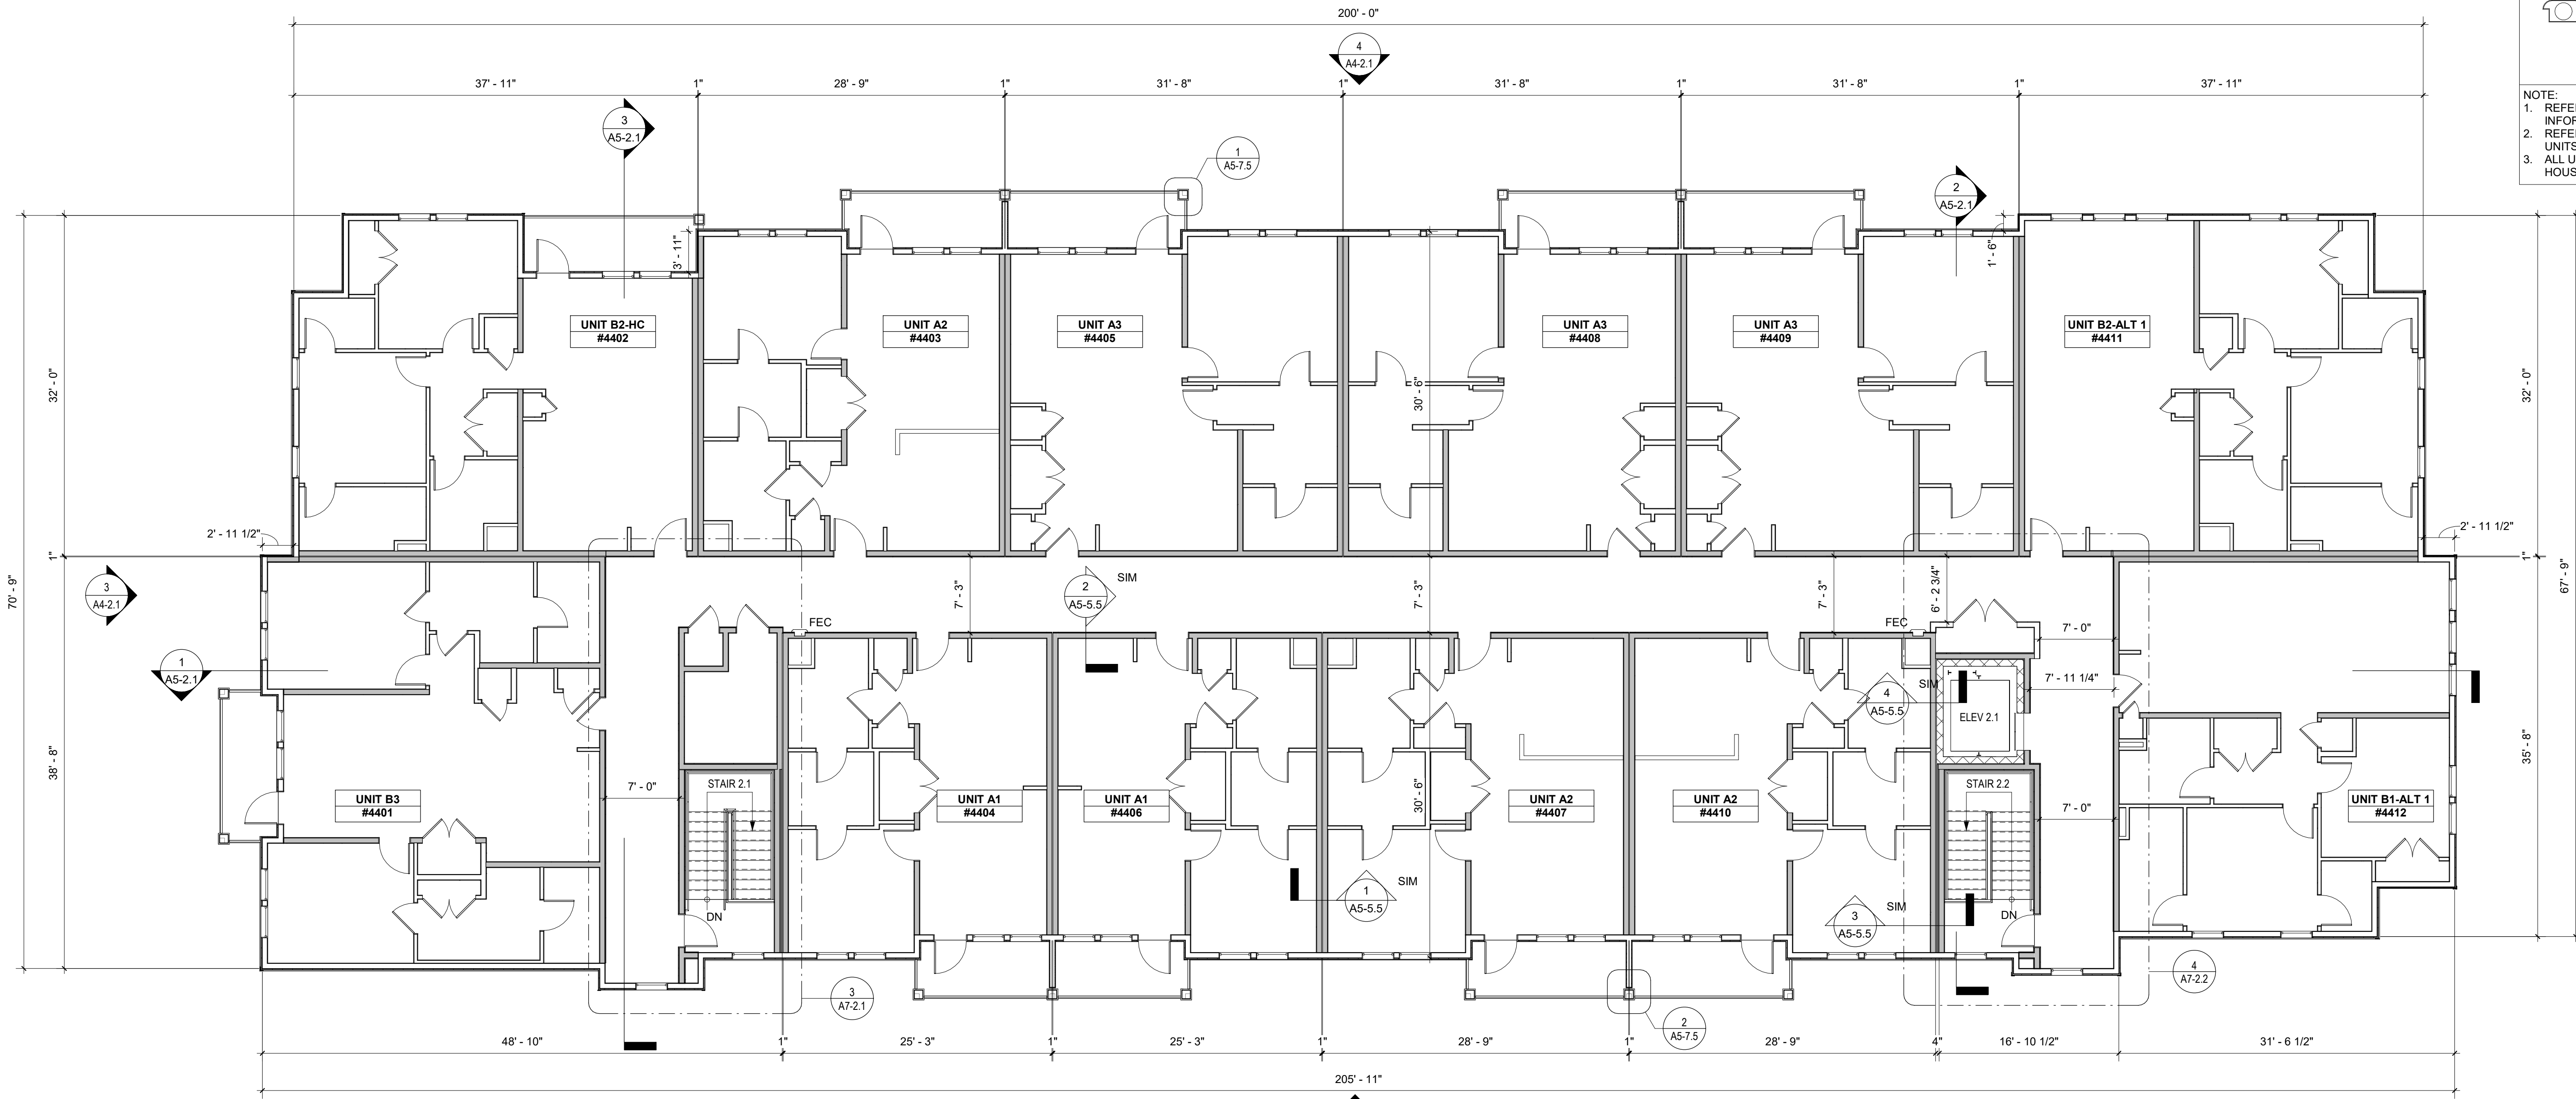 200' - 0"
4
A4-2.1
37' - 11"
1"
28' - 9"
1"
31' - 8"
1"
31' - 8"
1"
31' - 8"
1"
37' - 11"
NOTE:
1.
2.
3. ALL
3
A5-2.1
1
A5-7.5
2
A5-2.1
3' - 11"
1' - 6"
UNIT B2-HC
#4402
UNIT A2
#4403
UNIT A3
#4405
UNIT A3
#4408
UNIT A3
#4409
UNIT B2-ALT 1
#4411
32' - 0"
30' - 6"
32' - 0"
2' - 11 1/2"
2' - 11 1/2"
1"
1"
70' - 9"
67' - 9"
3
A4-2.1
7' - 3"
2
A5-5.5
SIM
7' - 3"
7' - 3"
6' - 2 3/4"
FEC
FEC
7' - 0"
1
A5-2.1
7' - 11 1/4"
4
A5-5.5
SIM
ELEV 2.1
38' - 8"
35' - 8"
7' - 0"
STAIR 2.1
STAIR 2.2
UNIT B3
#4401
UNIT A1
#4404
UNIT A1
#4406
30' - 6"
UNIT A2
#4407
UNIT A2
#4410
7' - 0"
UNIT B1-ALT 1
#4412
1
A5-5.5
SIM
3
A5-5.5
SIM
DN
DN
3
A7-2.1
2
A5-7.5
4
A7-2.2
48' - 10"
1"
25' - 3"
1"
25' - 3"
1"
28' - 9"
1"
28' - 9"
4"
16' - 10 1/2"
31' - 6 1/2"
205' - 11"